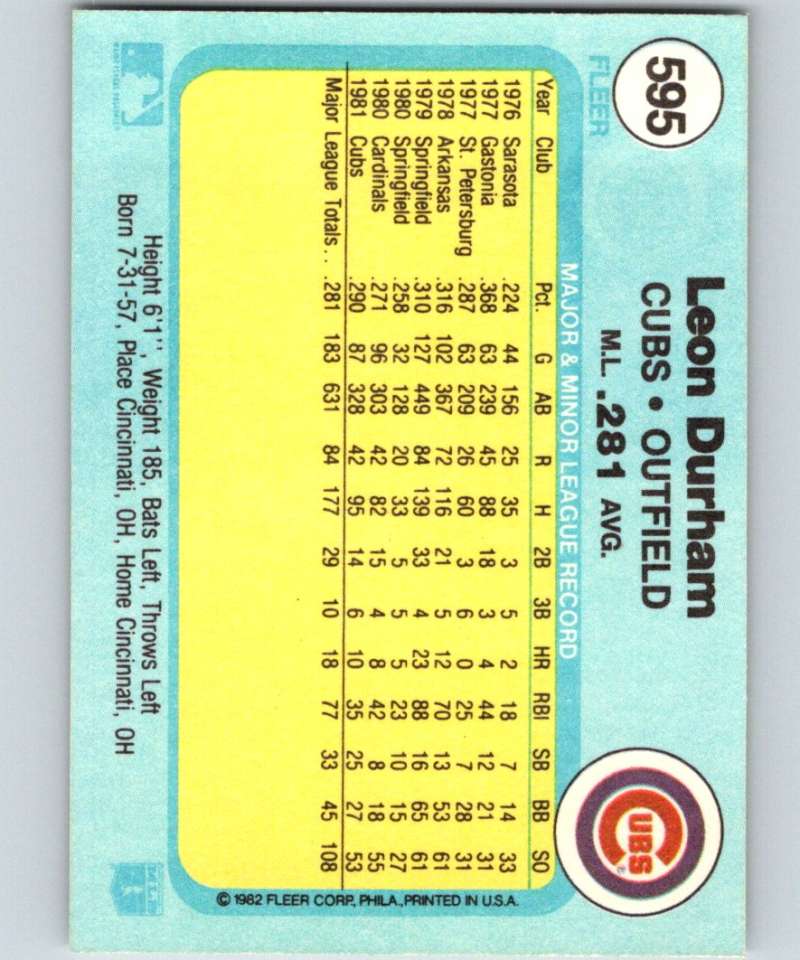 595
FLEER
Leon Durham
CUBS • OUTFIELD
M.L. .281 AVG.
CUBS
MAJOR & MINOR LEAGUE RECORD
Year Club Pct. G AB R H 2B 3B HR RBI SB BB SO
1976 Sarasota .224 44 156 25 35 3 5 2 18 7 14 33
1977 Gastonia .368 63 239 45 88 18 3 4 44 12 21 31
1977 St. Petersburg .287 63 209 26 60 3 6 0 25 7 28 31
1978 Arkansas .316 102 367 72 116 21 5 12 70 13 53 61
1979 Springfield .310 127 449 84 139 33 4 23 88 16 65 61
1980 Springfield .258 32 128 20 33 5 5 5 23 10 15 27
1980 Cardinals .271 96 303 42 82 15 4 8 42 8 18 55
1981 Cubs .290 87 328 42 95 14 6 10 35 25 27 53
Major League Totals . . .281 183 631 84 177 29 10 18 77 33 45 108
© 1982 FLEER CORP., PHILA., PRINTED IN U.S.A.
Height 6'1'', Weight 185, Bats Left, Throws Left
Born 7-31-57, Place Cincinnati, OH, Home Cincinnati, OH